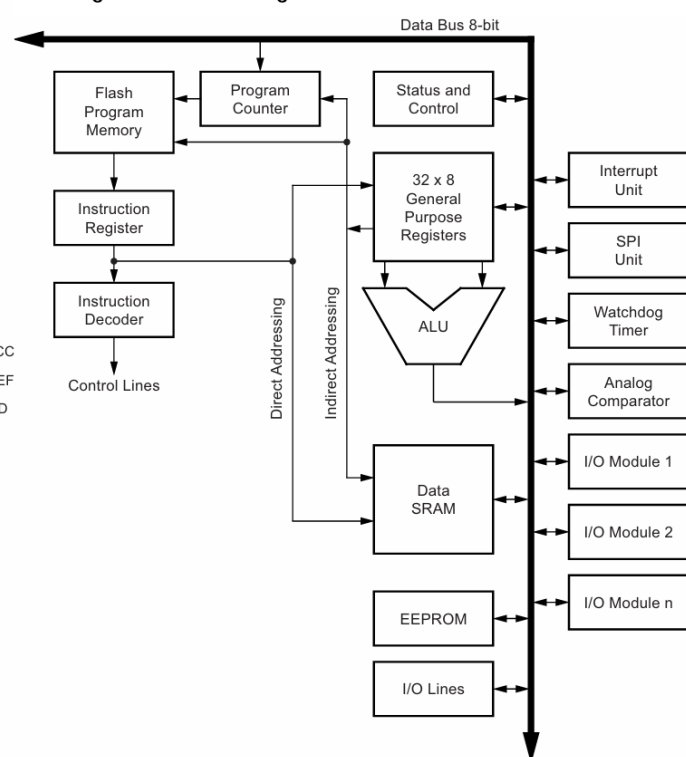 Data Bus 8-bit
Flash
Program
Memory
Program
Counter
Status and
Control
32 x 8
General
Purpose
Registers
Interrupt
Unit
Instruction
Register
SPI
Unit
Instruction
Decoder
ALU
Watchdog
Timer
Direct Addressing
Indirect Addressing
CC
EF
D
Control Lines
Analog
Comparator
Data
SRAM
I/O Module 1
I/O Module 2
EEPROM
I/O Module n
I/O Lines